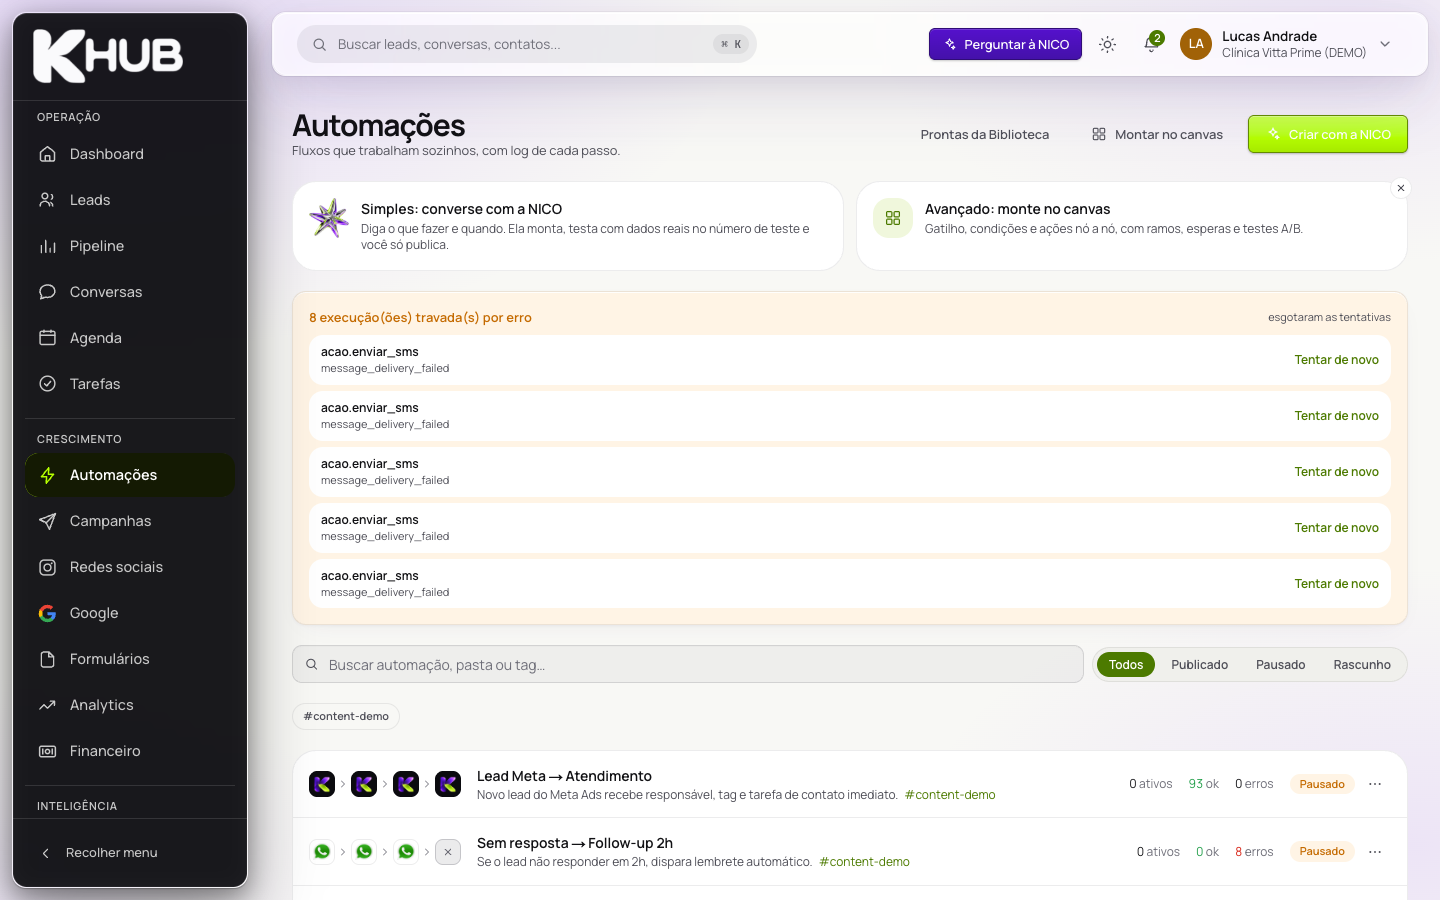 KHUB
OPERAÇÃO
Dashboard
Leads
Pipeline
Conversas
Agenda
Tarefas
CRESCIMENTO
Automações
Campanhas
Redes sociais
Google
Formulários
Analytics
Financeiro
INTELIGÊNCIA
Recolher menu
Buscar leads, conversas, contatos...
⌘ K
Perguntar à NICO
2
LA
Lucas Andrade
Clínica Vitta Prime (DEMO)
Automações
Fluxos que trabalham sozinhos, com log de cada passo.
Prontas da Biblioteca
Montar no canvas
Criar com a NICO
Simples: converse com a NICO
Diga o que fazer e quando. Ela monta, testa com dados reais no número de teste e
você só publica.
Avançado: monte no canvas
Gatilho, condições e ações nó a nó, com ramos, esperas e testes A/B.
8 execução(ões) travada(s) por erro
esgotaram as tentativas
acao.enviar_sms
message_delivery_failed
Tentar de novo
acao.enviar_sms
message_delivery_failed
Tentar de novo
acao.enviar_sms
message_delivery_failed
Tentar de novo
acao.enviar_sms
message_delivery_failed
Tentar de novo
acao.enviar_sms
message_delivery_failed
Tentar de novo
Buscar automação, pasta ou tag...
Todos
Publicado
Pausado
Rascunho
#content-demo
Lead Meta → Atendimento
Novo lead do Meta Ads recebe responsável, tag e tarefa de contato imediato. #content-demo
0 ativos
93 ok
0 erros
Pausado
Sem resposta → Follow-up 2h
Se o lead não responder em 2h, dispara lembrete automático. #content-demo
0 ativos
0 ok
8 erros
Pausado